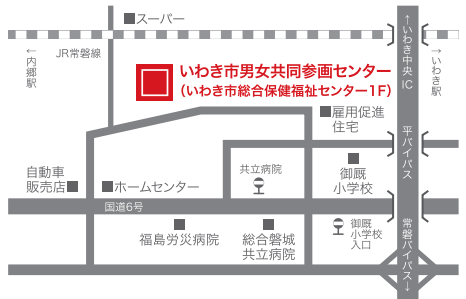 スーパー
JR常磐線
←内郷駅
↑いわき中央IC
→いわき駅
いわき市男女共同参画センター
(いわき市総合保健福祉センター1F)
雇用促進
住宅
平バイパス
共立病院
御厩
小学校
自動車
販売店
ホームセンター
国道6号
福島労災病院
総合磐城
共立病院
御厩
小学校
入口
常磐バイパス→